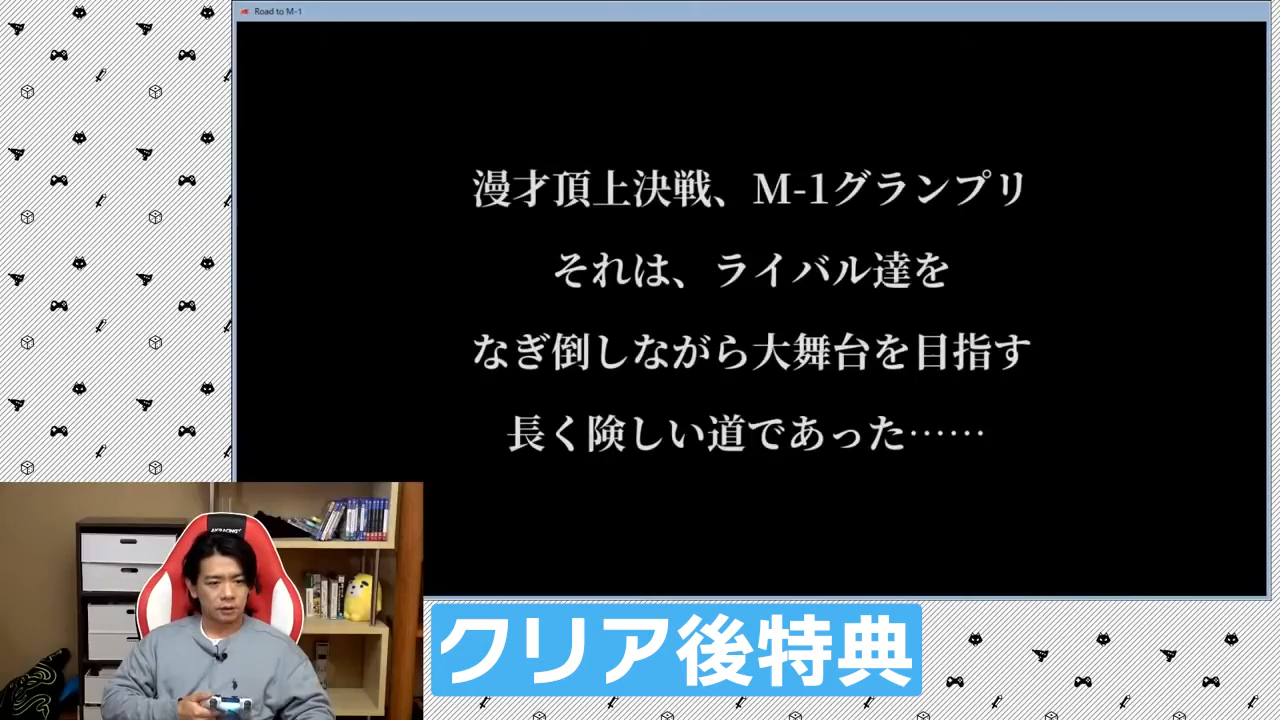 Road to M-1
漫才頂上決戦、M-1グランプリ
それは、ライバル達を
なぎ倒しながら大舞台を目指す
長く険しい道であった……
AKRACING
クリア後特典